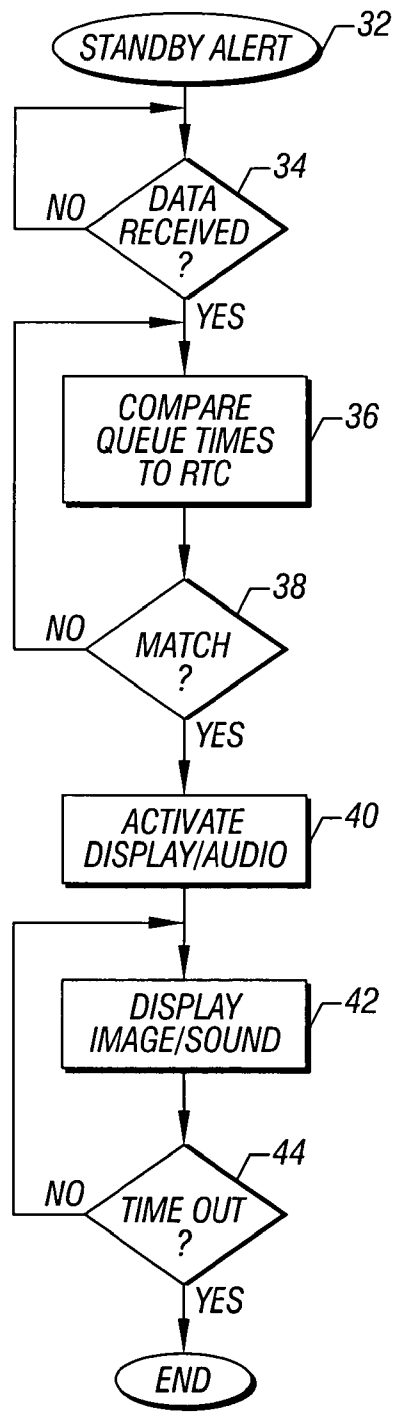 STANDBY ALERT
32
34
DATA
RECEIVED
?
NO
YES
COMPARE
QUEUE TIMES
TO RTC
36
38
NO
MATCH
?
YES
ACTIVATE
DISPLAY/AUDIO
40
DISPLAY
IMAGE/SOUND
42
44
NO
TIME OUT
?
YES
END